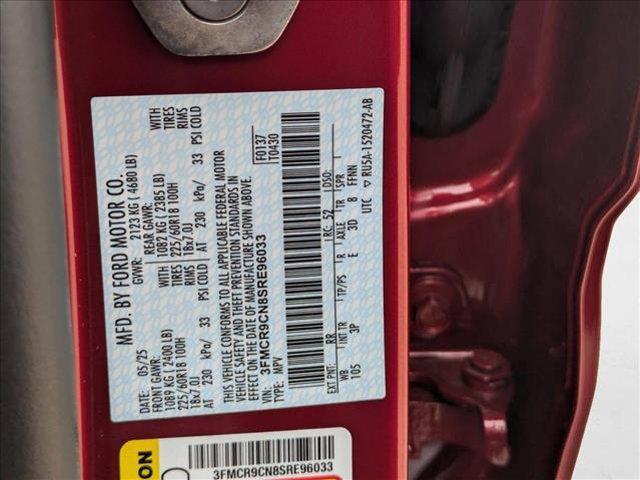 MFD. BY FORD MOTOR CO.
DATE: 05/25 GVWR: 2123 KG ( 4680 LB)
FRONT GAWR: REAR GAWR: WITH
1089 KG ( 2400 LB) 1082 KG ( 2385 LB) TIRES
225/60R18 100H 225/60R18 100H RIMS
18x7.0J 18x7.0J
AT 230 kPa/ 33 PSI COLD AT 230 kPa/ 33 PSI COLD
THIS VEHICLE CONFORMS TO ALL APPLICABLE FEDERAL MOTOR
VEHICLE SAFETY AND THEFT PREVENTION STANDARDS IN
EFFECT ON THE DATE OF MANUFACTURE SHOWN ABOVE.
VIN: 3FMCR9CN8SRE96033 F0137
TYPE: MPV T0430
EXT PNT: RR RC: 52 DSO:
WB INT TR TP/PS R AXLE TR SPR
105 3P E 3D 8 FFNN
UTC RU5A-1520472-AB
ION
3FMCR9CN8SRE96033